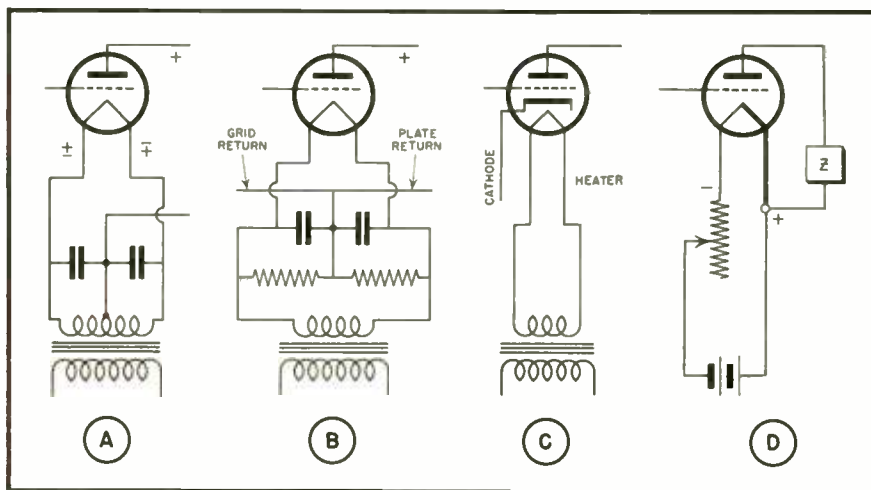 +
±
∓
A
+
GRID
RETURN
PLATE
RETURN
B
CATHODE
HEATER
C
Z
−
+
D